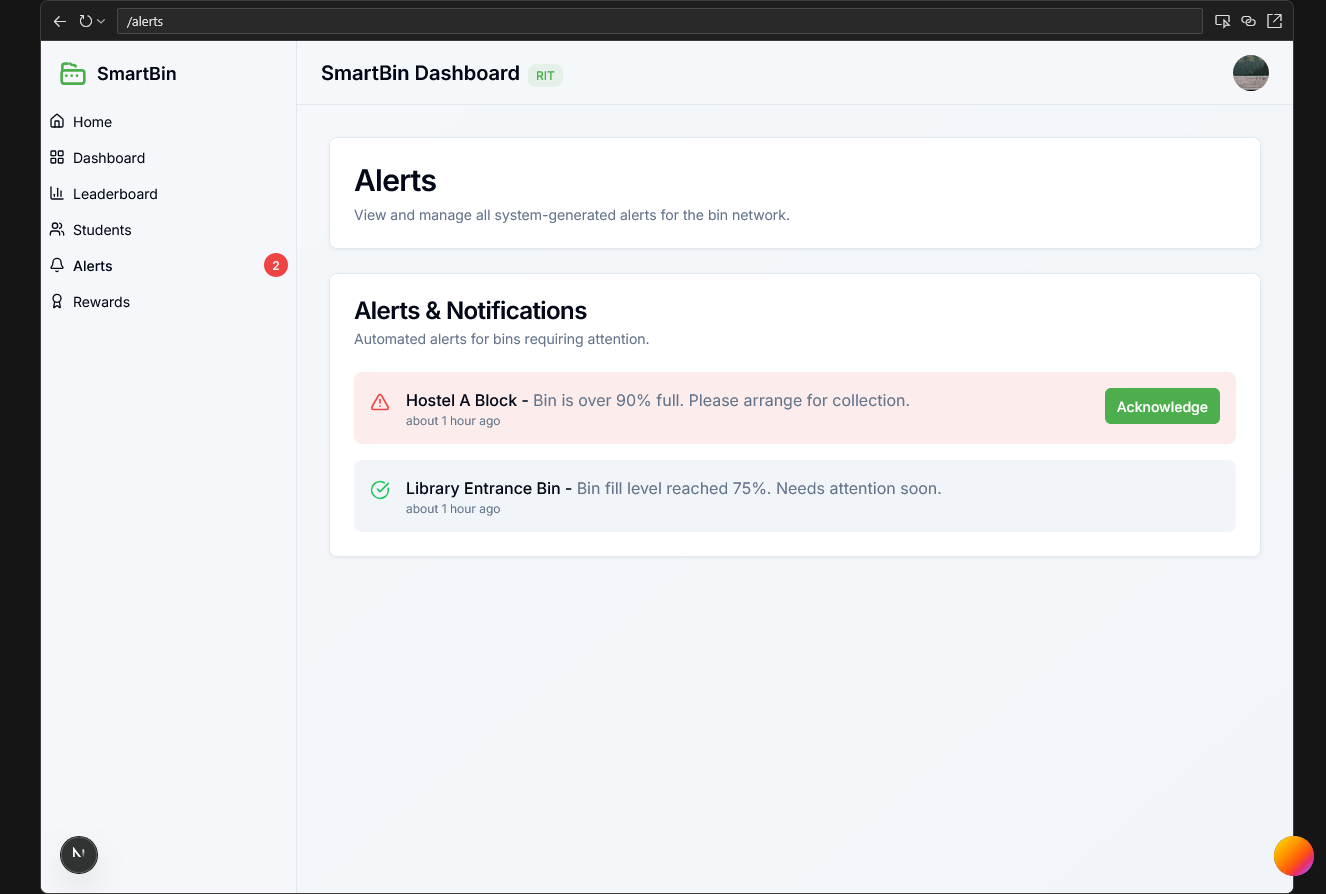 /alerts
SmartBin
SmartBin Dashboard RIT
Home
Dashboard
Leaderboard
Students
Alerts 2
Rewards
Alerts
View and manage all system-generated alerts for the bin network.
Alerts & Notifications
Automated alerts for bins requiring attention.
Hostel A Block - Bin is over 90% full. Please arrange for collection.
about 1 hour ago
Acknowledge
Library Entrance Bin - Bin fill level reached 75%. Needs attention soon.
about 1 hour ago
N